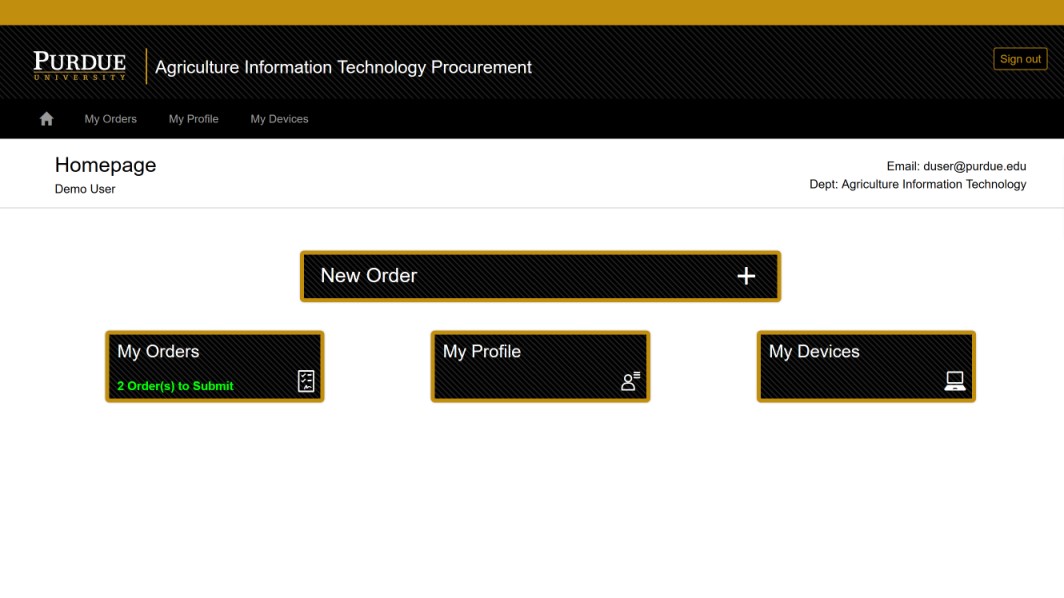 PURDUE
UNIVERSITY
Agriculture Information Technology Procurement
Sign out
My Orders
My Profile
My Devices
Homepage
Demo User
Email: duser@purdue.edu
Dept: Agriculture Information Technology
New Order
My Orders
2 Order(s) to Submit
My Profile
My Devices